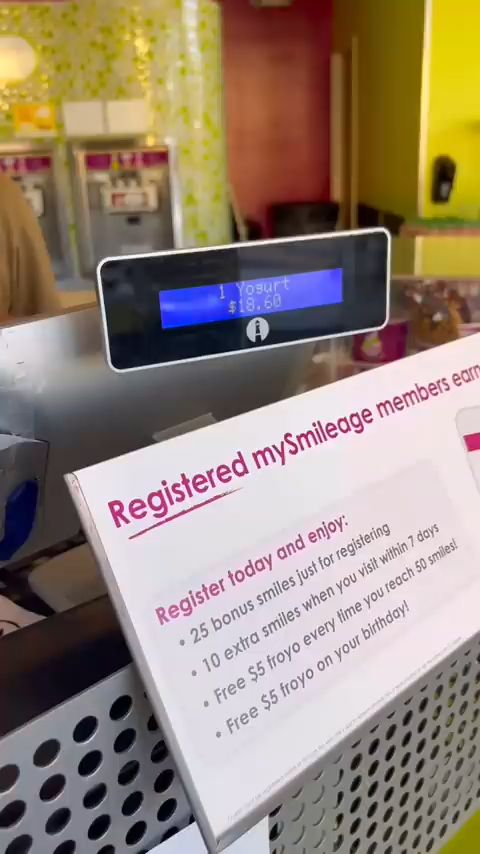 1 Yogurt
$18.60
Registered mySmileage members earn
Register today and enjoy:
• 25 bonus smiles just for registering
• 10 extra smiles when you visit within 7 days
• Free $5 froyo every time you reach 50 smiles!
• Free $5 froyo on your birthday!